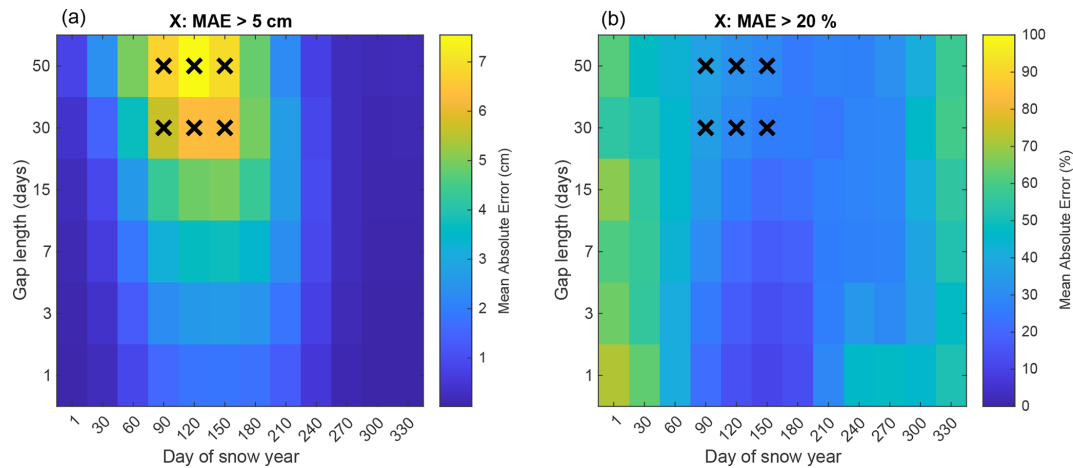 (a)
X: MAE > 5 cm
Gap length (days)
50
30
15
7
3
1
1 30 60 90 120 150 180 210 240 270 300 330
Day of snow year
7
6
5
4
3
2
1
Mean Absolute Error (cm)
(b)
X: MAE > 20 %
Gap length (days)
50
30
15
7
3
1
1 30 60 90 120 150 180 210 240 270 300 330
Day of snow year
100
90
80
70
60
50
40
30
20
10
0
Mean Absolute Error (%)